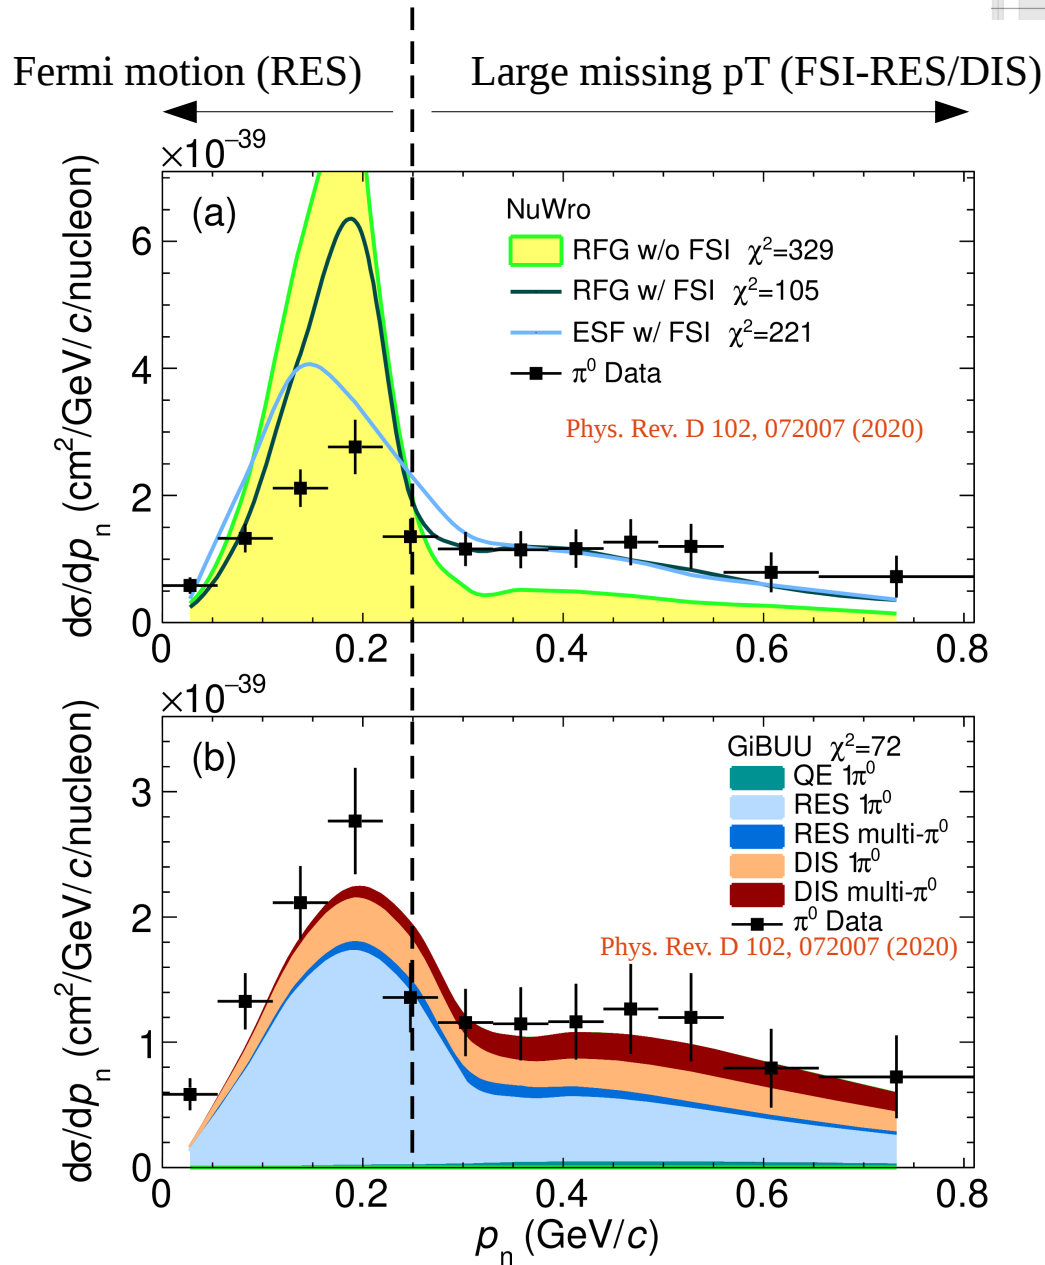 Fermi motion (RES) Large missing pT (FSI-RES/DIS)
×10⁻³⁹
(a)
NuWro
RFG w/o FSI χ²=329
RFG w/ FSI χ²=105
ESF w/ FSI χ²=221
π⁰ Data
Phys. Rev. D 102, 072007 (2020)
dσ/dpₙ (cm²/GeV/c/nucleon)
6
4
2
0
0 0.2 0.4 0.6 0.8
×10⁻³⁹
(b)
GiBUU χ²=72
QE 1π⁰
RES 1π⁰
RES multi-π⁰
DIS 1π⁰
DIS multi-π⁰
π⁰ Data
Phys. Rev. D 102, 072007 (2020)
dσ/dpₙ (cm²/GeV/c/nucleon)
3
2
1
0
0 0.2 0.4 0.6 0.8
pₙ (GeV/c)